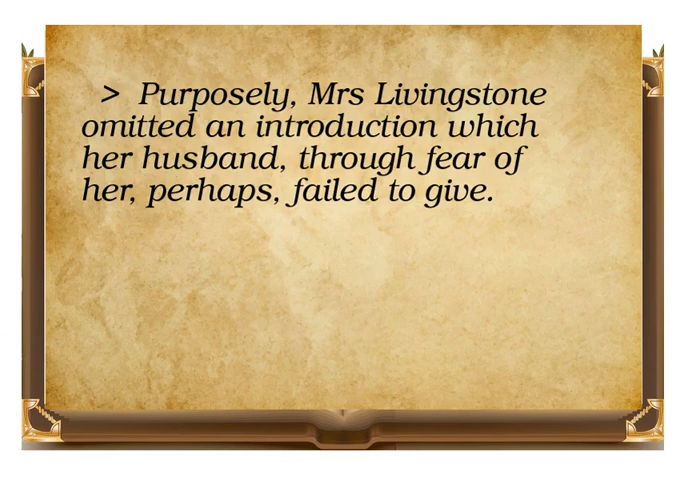 > Purposely, Mrs Livingstone
omitted an introduction which
her husband, through fear of
her, perhaps, failed to give.